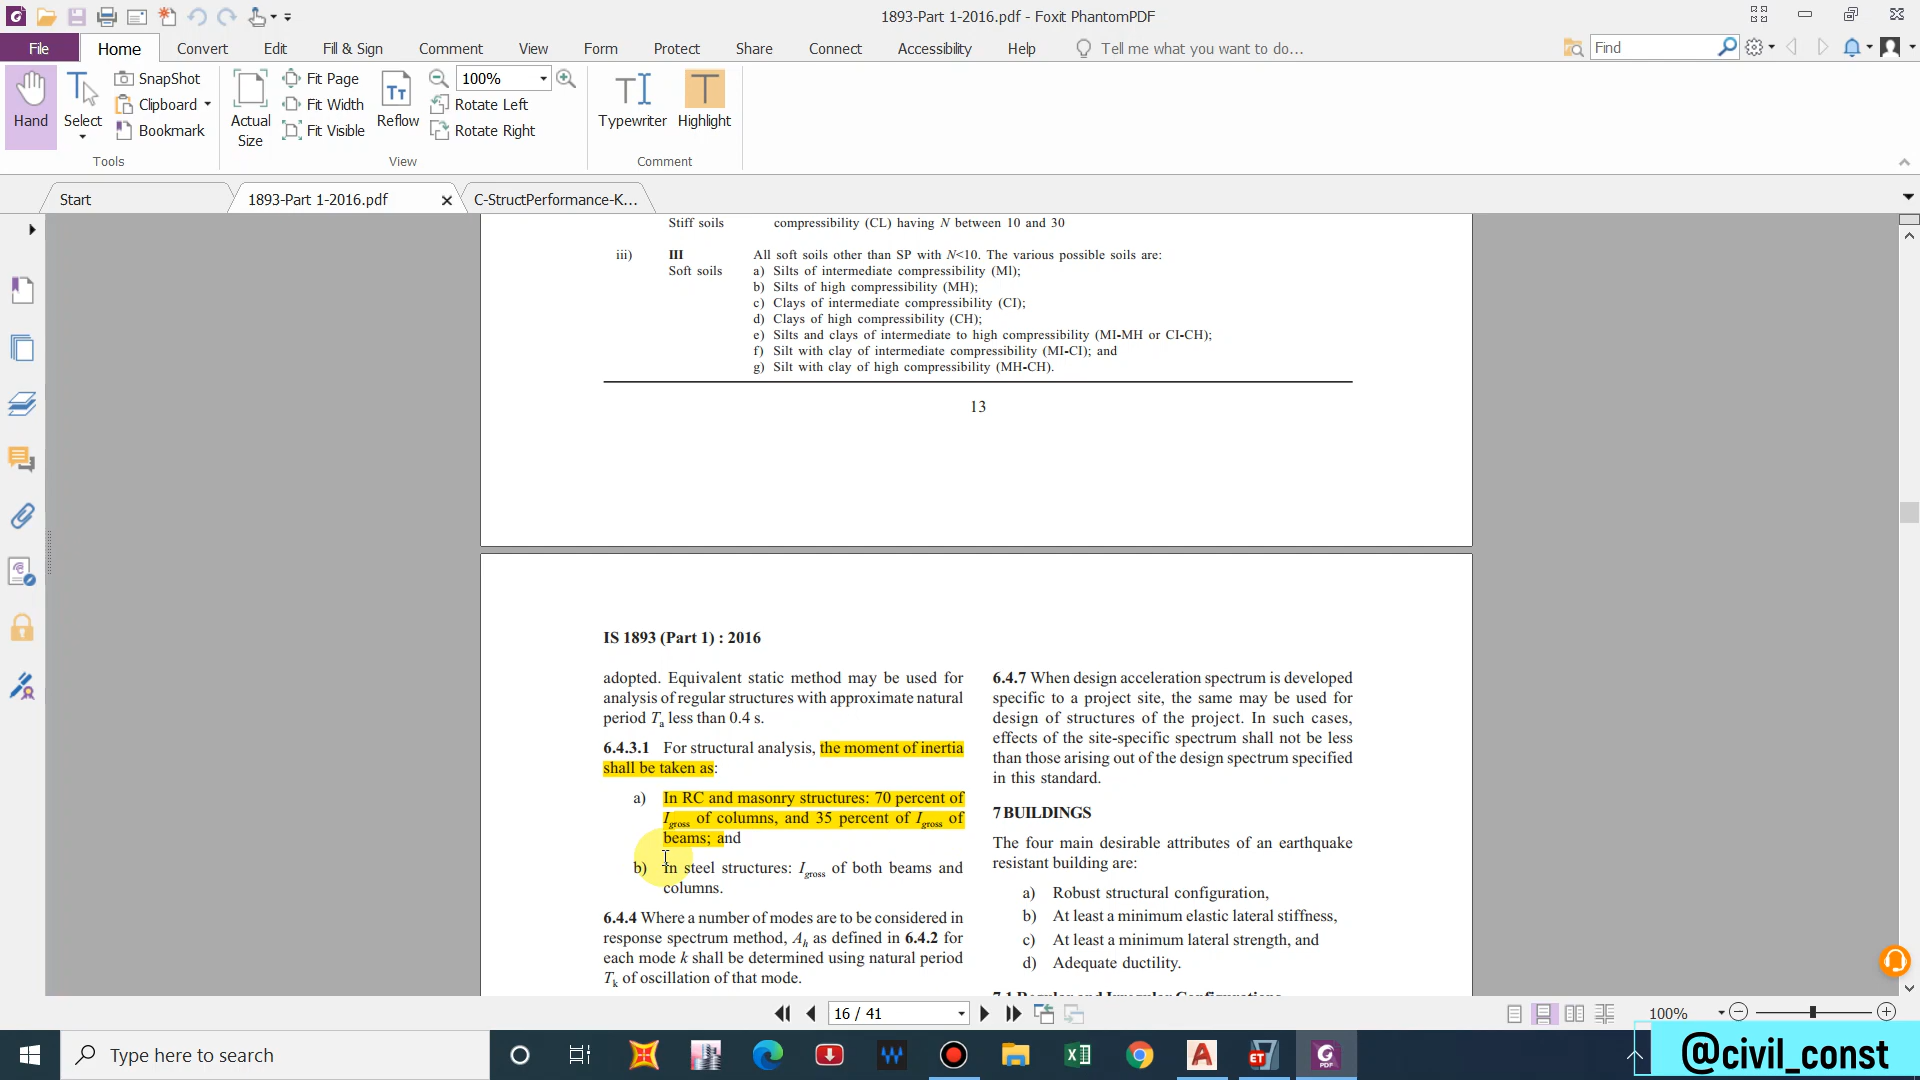 1893-Part 1-2016.pdf - Foxit PhantomPDF
File Home Convert Edit Fill & Sign Comment View Form Protect Share Connect Accessibility Help Tell me what you want to do... Find
Hand
Select
SnapShot
Clipboard
Bookmark
Tools
Actual
Size
Fit Page
Fit Width
Fit Visible
Reflow
100%
Rotate Left
Rotate Right
View
Typewriter
Highlight
Comment
Start
1893-Part 1-2016.pdf
C-StructPerformance-K...
Stiff soils compressibility (CL) having N between 10 and 30
iii) III All soft soils other than SP with N<10. The various possible soils are:
Soft soils a) Silts of intermediate compressibility (Ml);
b) Silts of high compressibility (MH);
c) Clays of intermediate compressibility (CI);
d) Clays of high compressibility (CH);
e) Silts and clays of intermediate to high compressibility (MI-MH or CI-CH);
f) Silt with clay of intermediate compressibility (MI-CI); and
g) Silt with clay of high compressibility (MH-CH).
13
IS 1893 (Part 1) : 2016
adopted. Equivalent static method may be used for
analysis of regular structures with approximate natural
period Ta less than 0.4 s.
6.4.3.1 For structural analysis, the moment of inertia
shall be taken as:
a) In RC and masonry structures: 70 percent of
Igross of columns, and 35 percent of Igross of
beams; and
b) In steel structures: Igross of both beams and
columns.
6.4.4 Where a number of modes are to be considered in
response spectrum method, Ah as defined in 6.4.2 for
each mode k shall be determined using natural period
Tk of oscillation of that mode.
6.4.7 When design acceleration spectrum is developed
specific to a project site, the same may be used for
design of structures of the project. In such cases,
effects of the site-specific spectrum shall not be less
than those arising out of the design spectrum specified
in this standard.
7 BUILDINGS
The four main desirable attributes of an earthquake
resistant building are:
a) Robust structural configuration,
b) At least a minimum elastic lateral stiffness,
c) At least a minimum lateral strength, and
d) Adequate ductility.
7.1 Regular and Irregular Configurations
16 / 41
100%
Type here to search
@civil_const